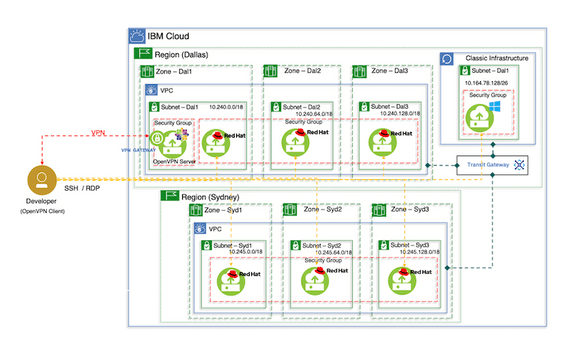 IBM Cloud
Region (Dallas)
Zone – Dal1
Zone – Dal2
Zone – Dal3
Classic Infrastructure
VPC
Subnet – Dal1
10.240.0.0/18
Subnet – Dal2
10.240.64.0/18
Subnet – Dal3
10.240.128.0/18
Subnet – Dal1
10.164.78.128/26
Security Group
Security Group
Security Group
Red Hat
Red Hat
Red Hat
OpenVPN Server
VPN
VPN GATEWAY
Transit Gateway
SSH / RDP
Developer
(OpenVPN Client)
Region (Sydney)
Zone – Syd1
Zone – Syd2
Zone – Syd3
VPC
Subnet – Syd1
10.245.0.0/18
Subnet – Syd2
10.245.64.0/18
Subnet – Syd3
10.245.128.0/18
Security Group
Red Hat
Red Hat
Red Hat